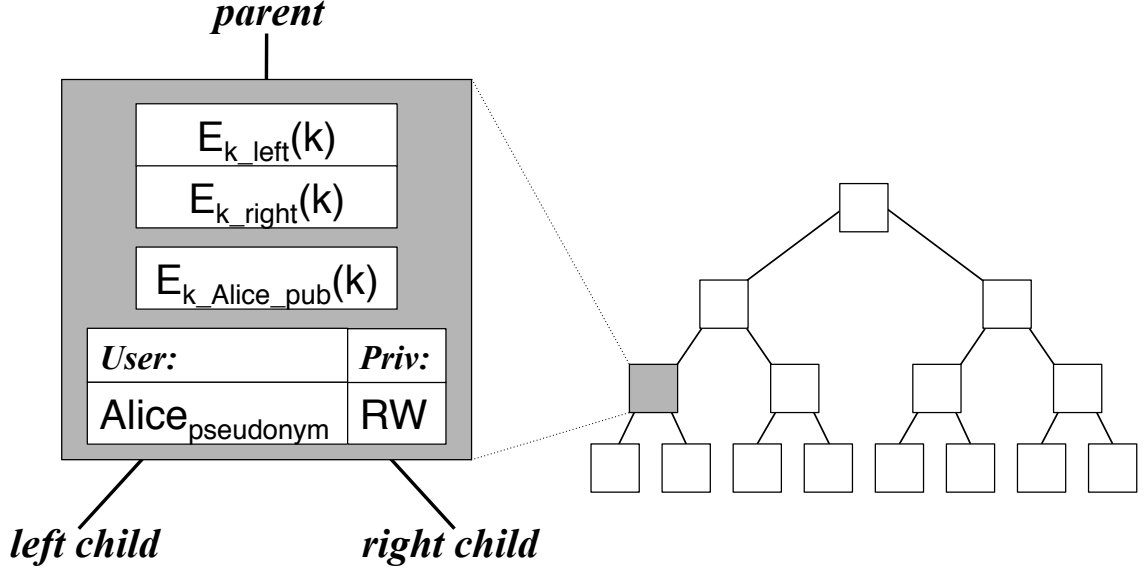 parent
E_k_left(k)
E_k_right(k)
E_k_Alice_pub(k)
User: Priv:
Alice_pseudonym RW
left child right child